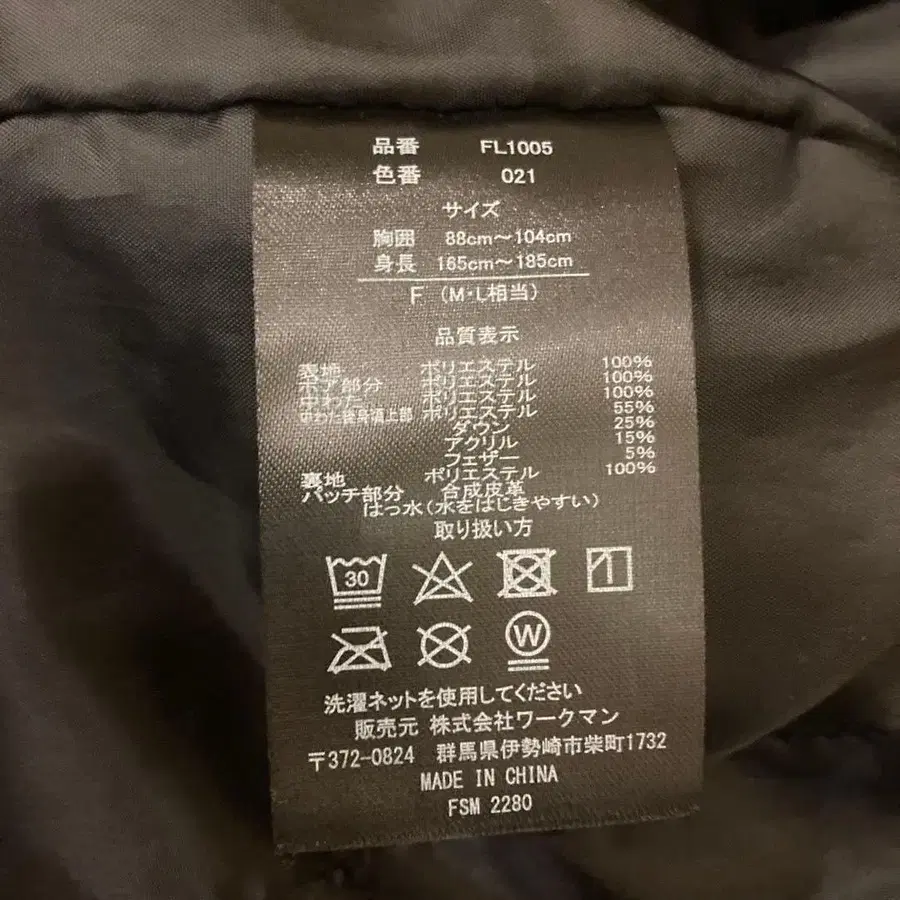 品番 FL1005
色番 021
サイズ
胸囲 88cm～104cm
身長 165cm～185cm
F (M・L相当)
品質表示
表地 ポリエステル 100%
ボア部分 ポリエステル 100%
中わた ポリエステル 100%
中わた後身頃上部 ポリエステル 55%
ダウン 25%
アクリル 15%
フェザー 5%
裏地 ポリエステル 100%
パッチ部分 合成皮革
はっ水(水をはじきやすい)
取り扱い方
30
W
洗濯ネットを使用してください
販売元 株式会社ワークマン
〒372-0824 群馬県伊勢崎市柴町1732
MADE IN CHINA
FSM 2280